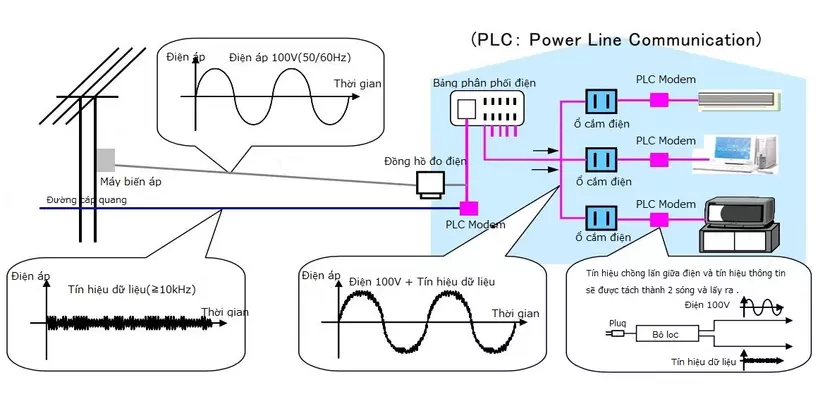 (PLC: Power Line Communication)
Điện áp
Điện áp 100V(50/60Hz)
Thời gian
Bảng phân phối điện
PLC Modem
Ổ cắm điện
Đồng hồ đo điện
PLC Modem
Máy biến áp
Ổ cắm điện
Đường cáp quang
PLC Modem
PLC Modem
Ổ cắm điện
Điện áp
Tín hiệu dữ liệu(≧10kHz)
Thời gian
Điện áp
Điện 100V + Tín hiệu dữ liệu
Thời gian
Tín hiệu chồng lấn giữa điện và tín hiệu thông tin
sẽ được tách thành 2 sóng và lấy ra .
Điện 100V
Plug
Bô loc
Tín hiệu dữ liệu